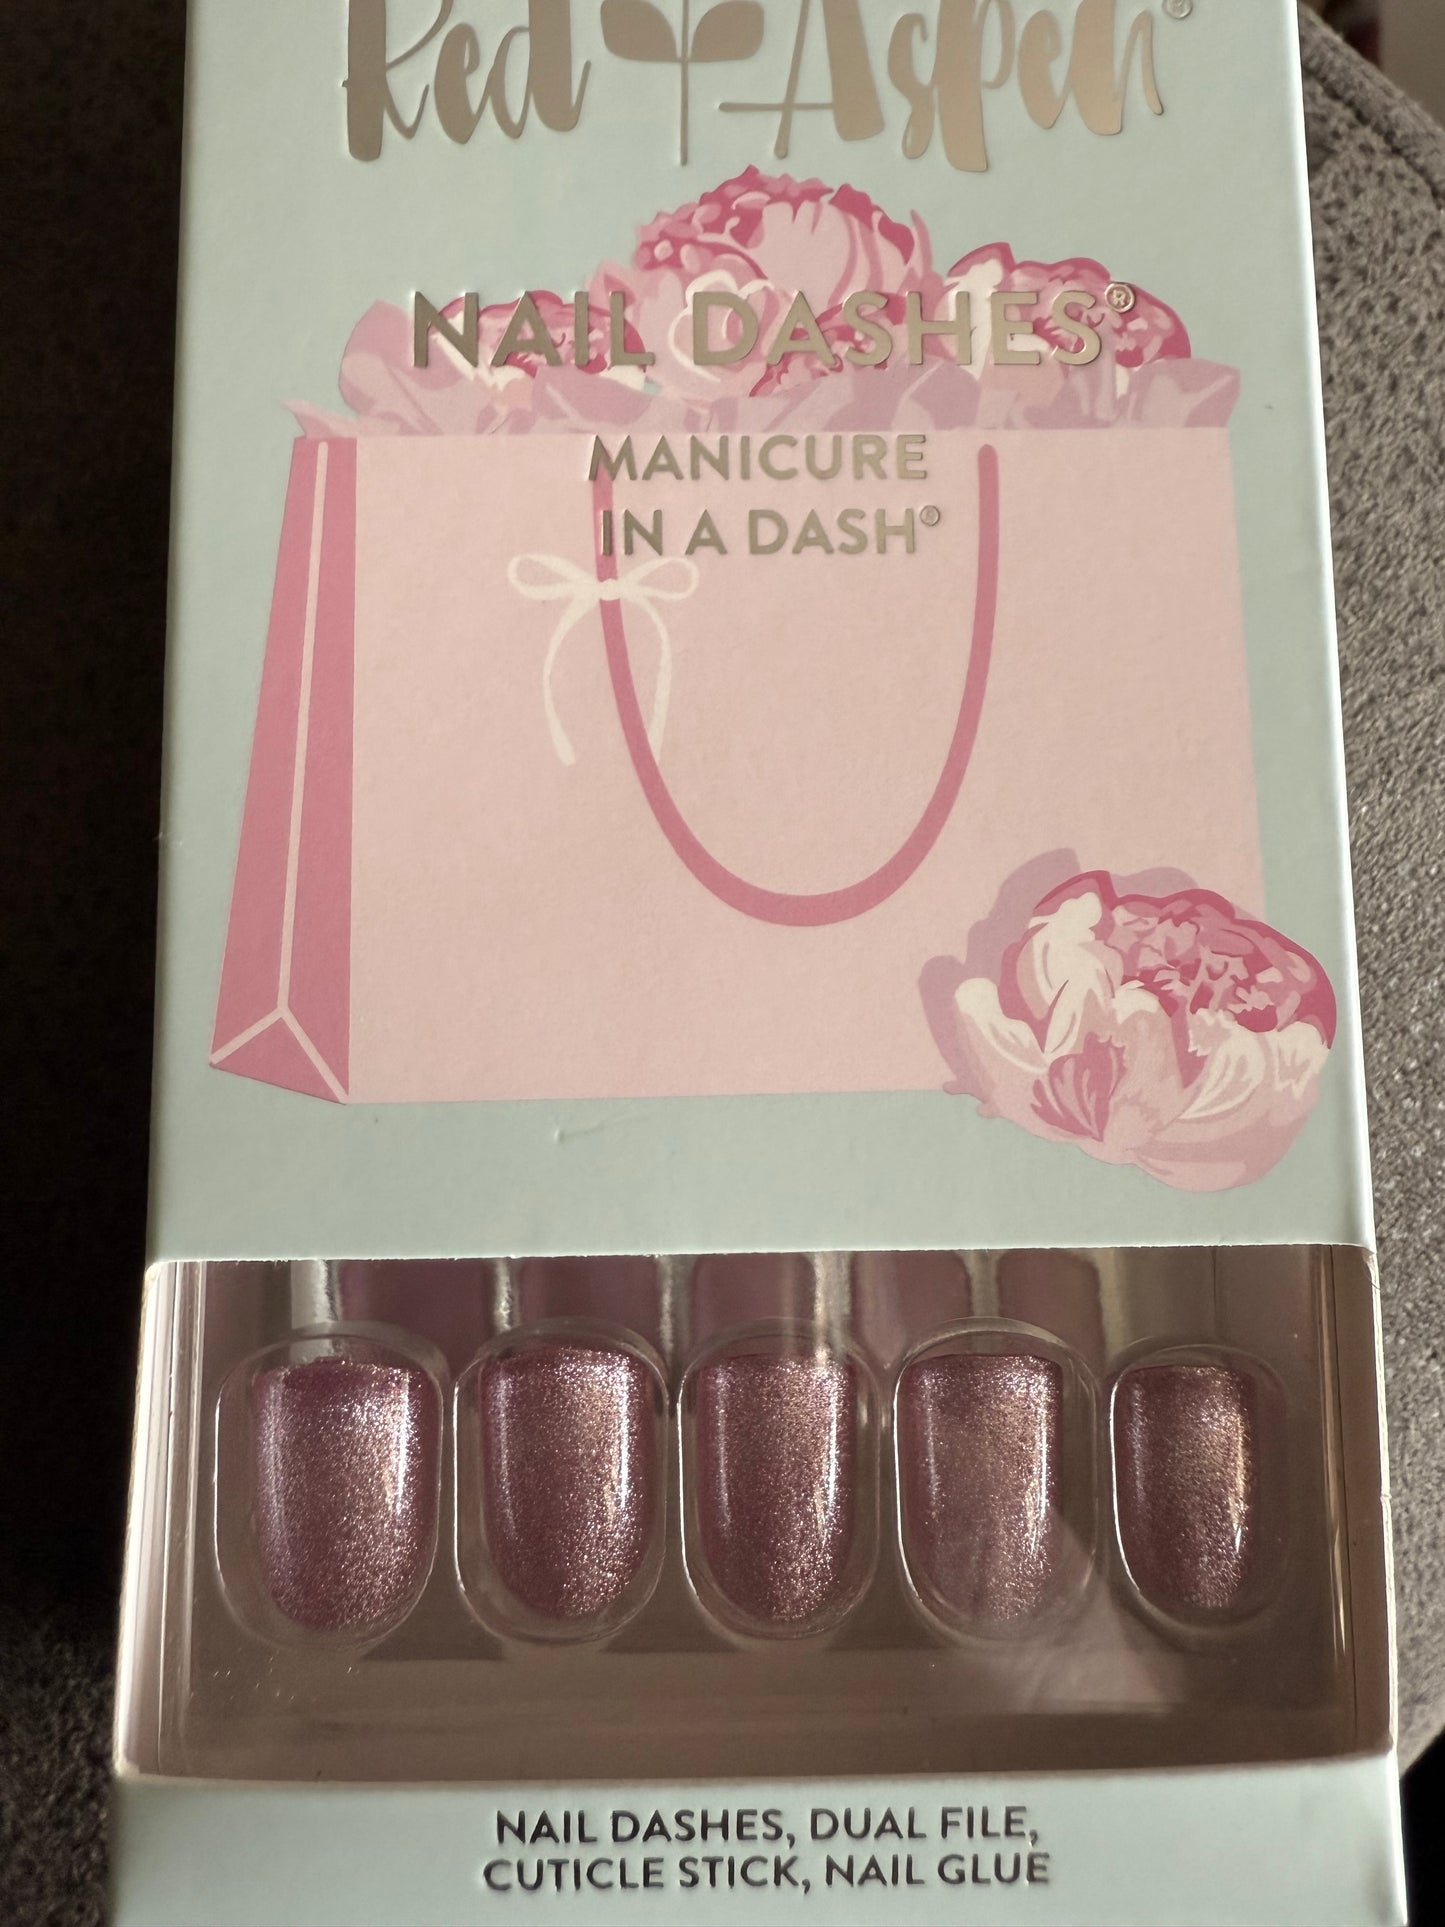 Red Aspen®
NAIL DASHES®
MANICURE
IN A DASH®
NAIL DASHES, DUAL FILE,
CUTICLE STICK, NAIL GLUE